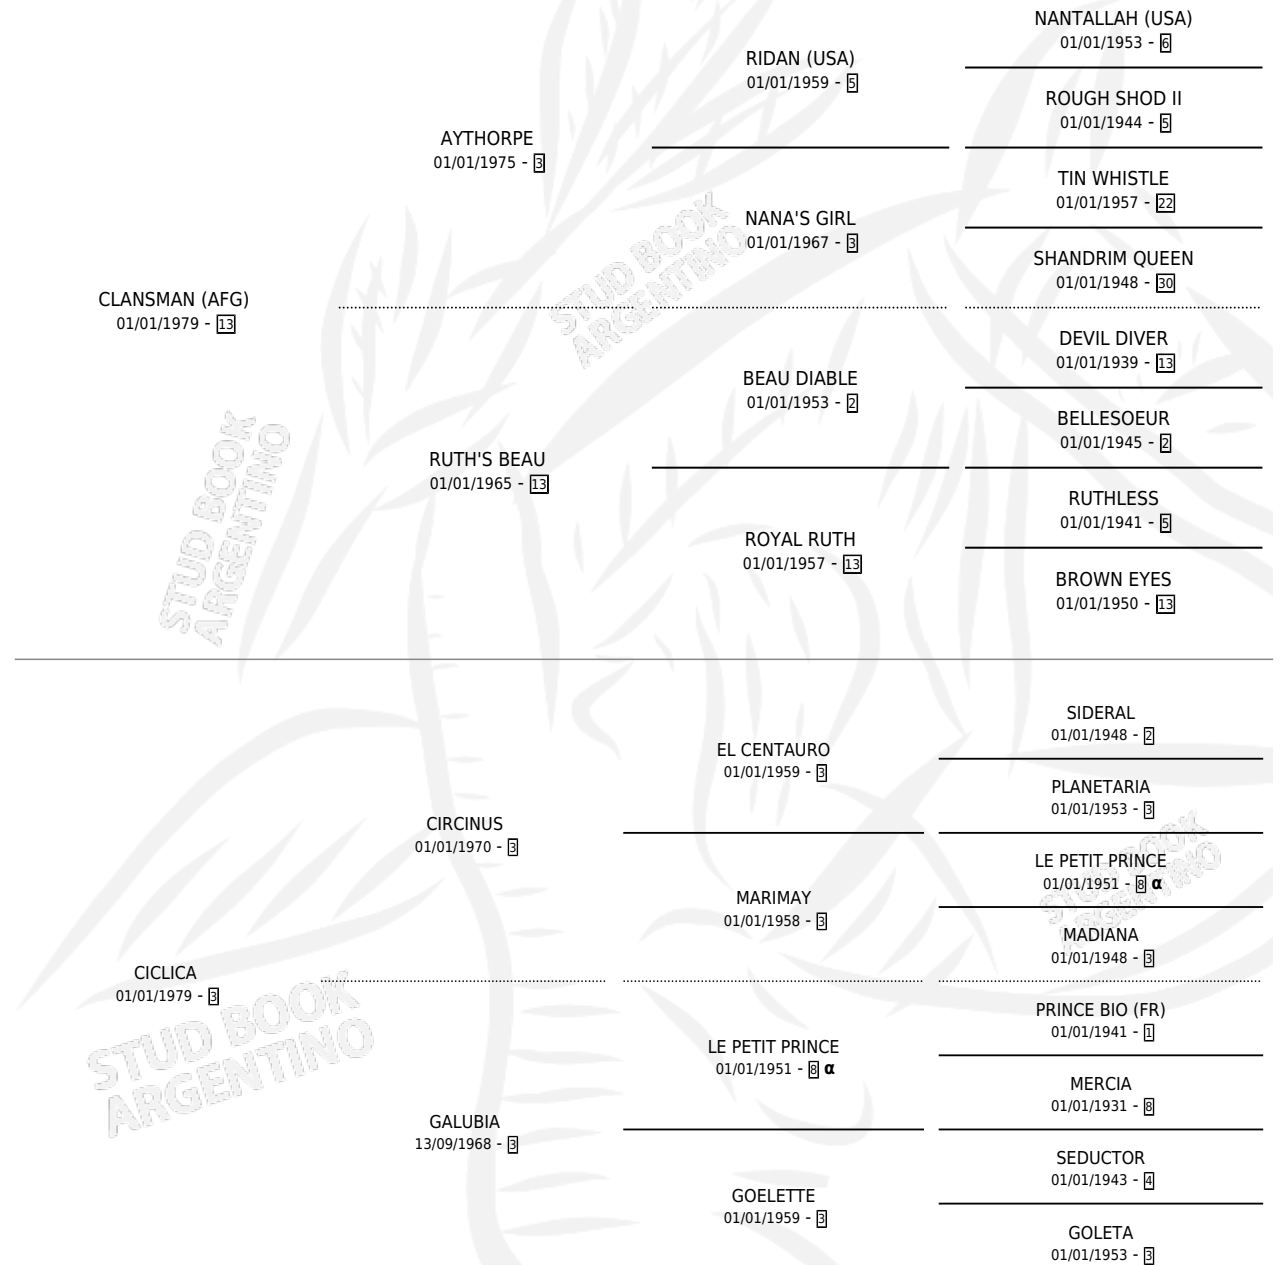 NANTALLAH (USA)
01/01/1953 - 6
RIDAN (USA)
01/01/1959 - 5
ROUGH SHOD II
01/01/1944 - 5
AYTHORPE
01/01/1975 - 3
TIN WHISTLE
01/01/1957 - 22
NANA'S GIRL
01/01/1967 - 3
SHANDRIM QUEEN
01/01/1948 - 30
CLANSMAN (AFG)
01/01/1979 - 13
DEVIL DIVER
01/01/1939 - 13
BEAU DIABLE
01/01/1953 - 2
BELLESOEUR
01/01/1945 - 2
RUTH'S BEAU
01/01/1965 - 13
RUTHLESS
01/01/1941 - 5
ROYAL RUTH
01/01/1957 - 13
BROWN EYES
01/01/1950 - 13
SIDERAL
01/01/1948 - 2
EL CENTAURO
01/01/1959 - 3
PLANETARIA
01/01/1953 - 3
CIRCINUS
01/01/1970 - 3
LE PETIT PRINCE
01/01/1951 - 8 α
MARIMAY
01/01/1958 - 3
MADIANA
01/01/1948 - 3
CICLICA
01/01/1979 - 3
PRINCE BIO (FR)
01/01/1941 - 1
LE PETIT PRINCE
01/01/1951 - 8 α
MERCIA
01/01/1931 - 8
GALUBIA
13/09/1968 - 3
SEDUCTOR
01/01/1943 - 4
GOELETTE
01/01/1959 - 3
GOLETA
01/01/1953 - 3
STUD BOOK
ARGENTINO
STUD BOOK
ARGENTINO
STUD BOOK
ARGENTINO
STUD BOOK
ARGENTINO